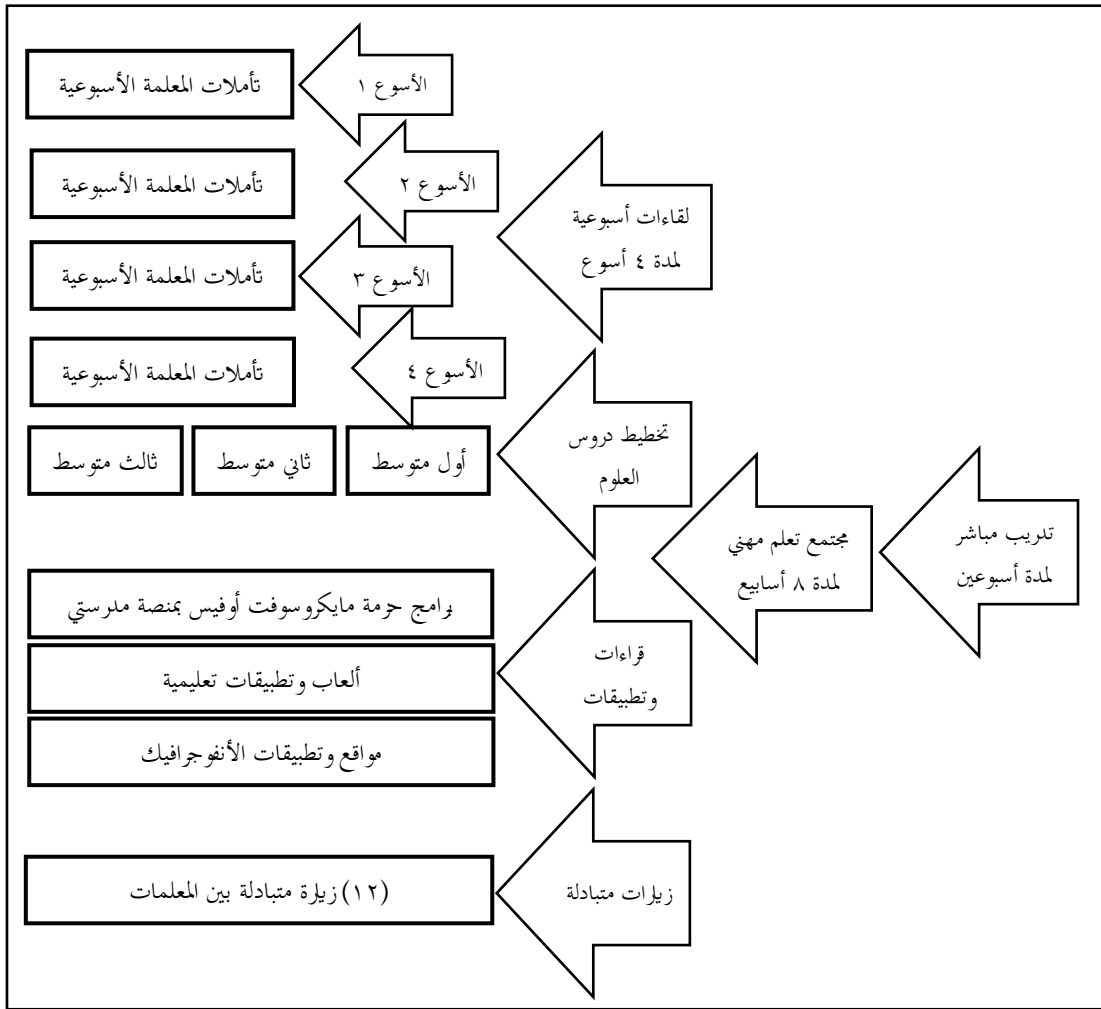 تدريب مباشر
لمدة أسبوعين
مجتمع تعلم مهني
لمدة ٨ أسابيع
لقاءات أسبوعية
لمدة ٤ أسوع
الأسوع ١
تأملات المعلمة الأسبوعية
الأسوع ٢
تأملات المعلمة الأسبوعية
الأسوع ٣
تأملات المعلمة الأسبوعية
الأسوع ٤
تأملات المعلمة الأسبوعية
تخطيط دروس
العلوم
أول متوسط
ثاني متوسط
ثالث متوسط
قراءات
وتطبيقات
برامج حزمة مايكروسوفت أوفيس بمنصة مدرستي
ألعاب وتطبيقات تعليمية
مواقع وتطبيقات الأنفوجرافيك
زيارات متبادلة
(١٢) زيارة متبادلة بين المعلمات